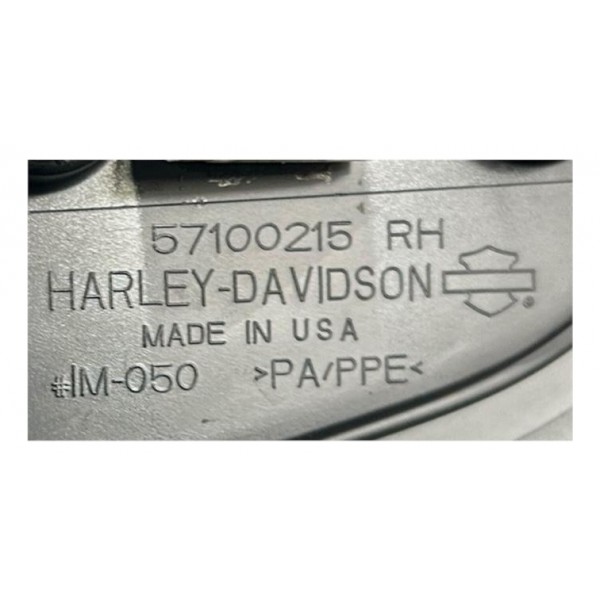 57100215 RH
HARLEY-DAVIDSON ®
MADE IN USA
#IM-050 >PA/PPE<